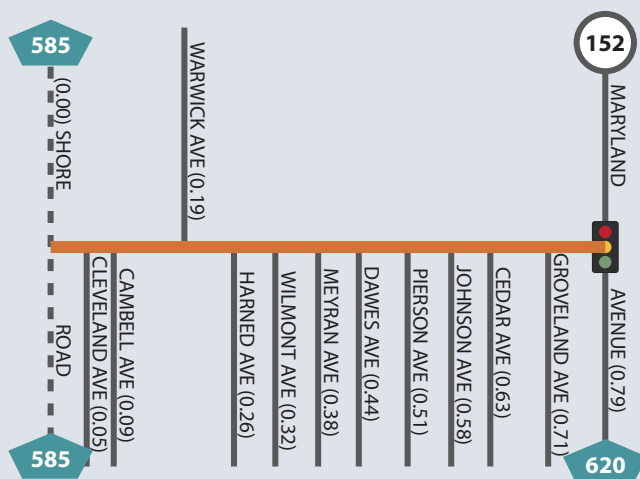 585
152
(0.00) SHORE
ROAD
WARWICK AVE (0.19)
MARYLAND
AVENUE (0.79)
CLEVELAND AVE (0.05)
CAMBELL AVE (0.09)
HARNED AVE (0.26)
WILMONT AVE (0.32)
MEYRAN AVE (0.38)
DAWES AVE (0.44)
PIERSON AVE (0.51)
JOHNSON AVE (0.58)
CEDAR AVE (0.63)
GROVELAND AVE (0.71)
585
620